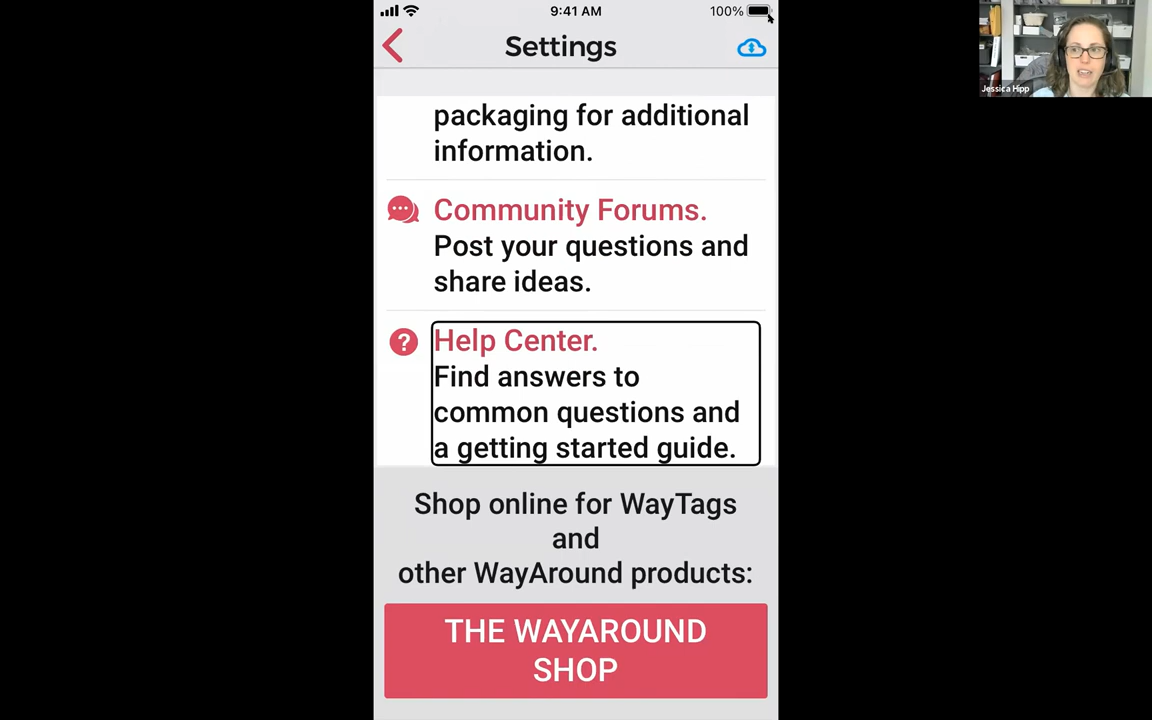 9:41 AM
100%
Settings
Jessica Hipp
packaging for additional
information.
Community Forums.
Post your questions and
share ideas.
Help Center.
Find answers to
common questions and
a getting started guide.
Shop online for WayTags
and
other WayAround products:
THE WAYAROUND
SHOP